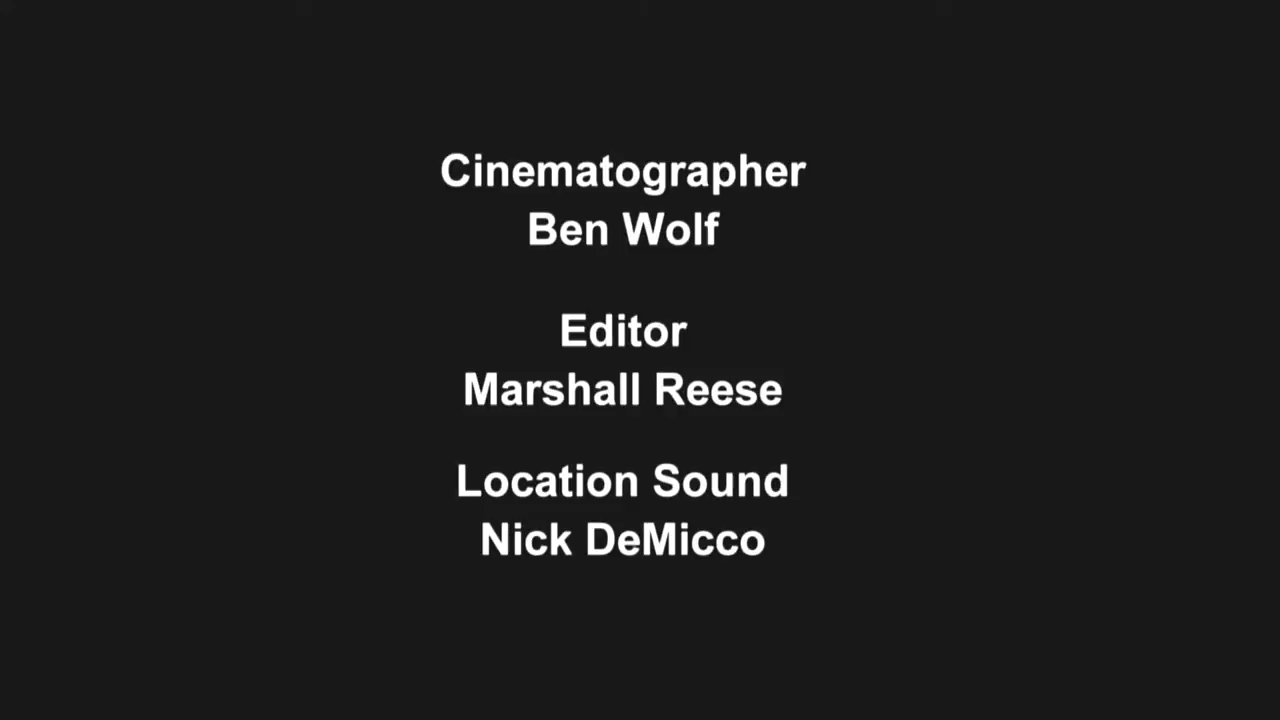 Cinematographer
Ben Wolf
Editor
Marshall Reese
Location Sound
Nick DeMicco